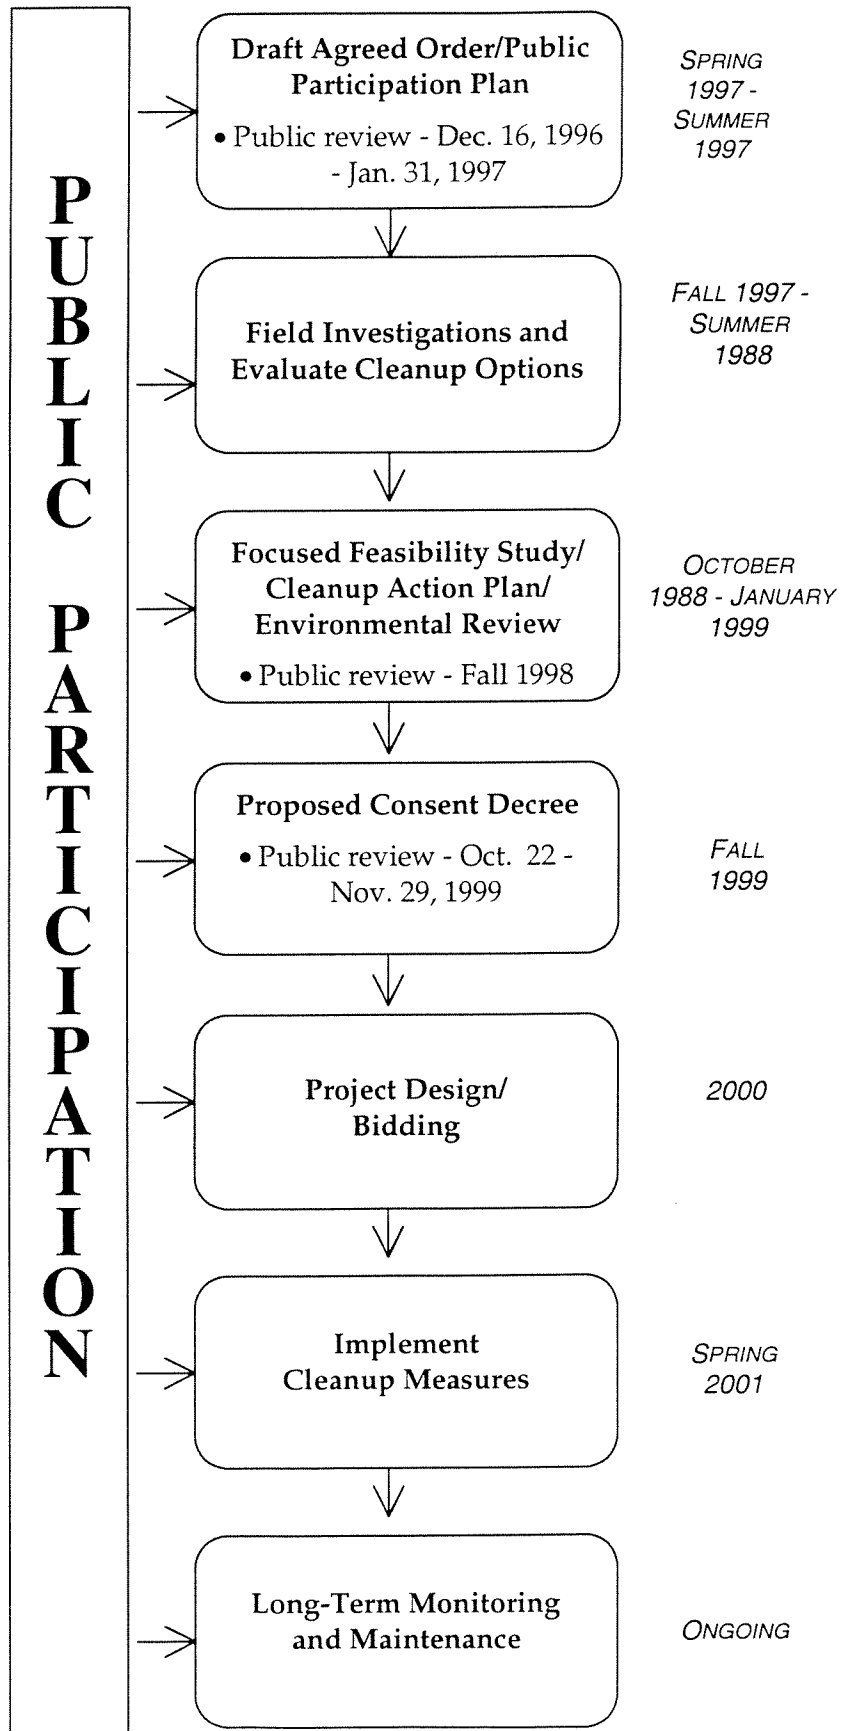 PUBLIC PARTICIPATION
Draft Agreed Order/Public
Participation Plan
• Public review - Dec. 16, 1996
- Jan. 31, 1997
SPRING
1997 -
SUMMER
1997
Field Investigations and
Evaluate Cleanup Options
FALL 1997 -
SUMMER
1988
Focused Feasibility Study/
Cleanup Action Plan/
Environmental Review
• Public review - Fall 1998
OCTOBER
1988 - JANUARY
1999
Proposed Consent Decree
• Public review - Oct. 22 -
Nov. 29, 1999
FALL
1999
Project Design/
Bidding
2000
Implement
Cleanup Measures
SPRING
2001
Long-Term Monitoring
and Maintenance
ONGOING